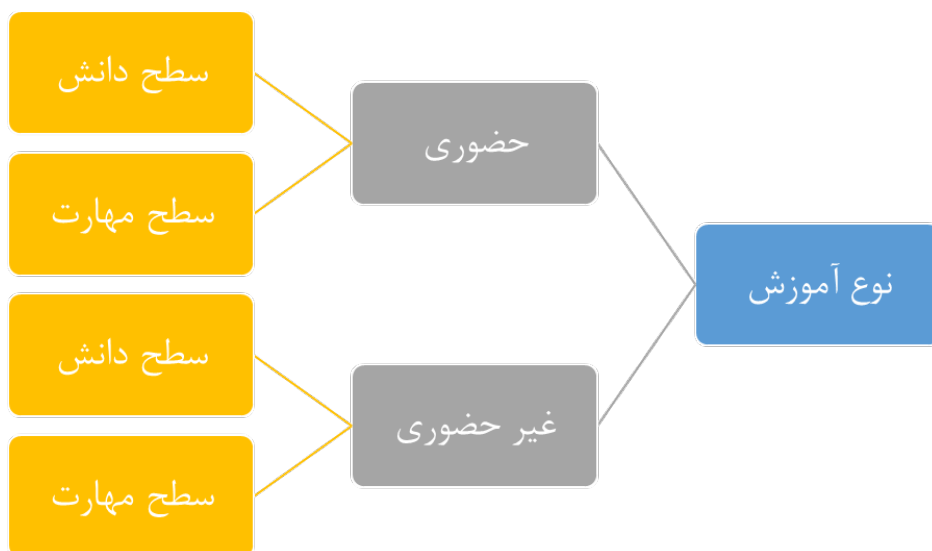 نوع آموزش
حضوری
سطح دانش
سطح مهارت
غیر حضوری
سطح دانش
سطح مهارت